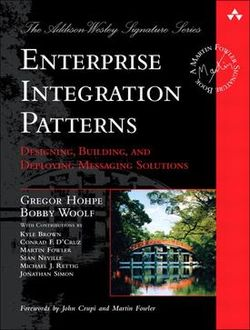 The Addison-Wesley Signature Series
A MARTIN FOWLER SIGNATURE BOOK
Martin
ENTERPRISE
INTEGRATION
PATTERNS
DESIGNING, BUILDING, AND
DEPLOYING MESSAGING SOLUTIONS
GREGOR HOHPE
BOBBY WOOLF
WITH CONTRIBUTIONS BY
KYLE BROWN
CONRAD F. D'CRUZ
MARTIN FOWLER
SEAN NEVILLE
MICHAEL J. RETTIG
JONATHAN SIMON
Forewords by John Crupi and Martin Fowler